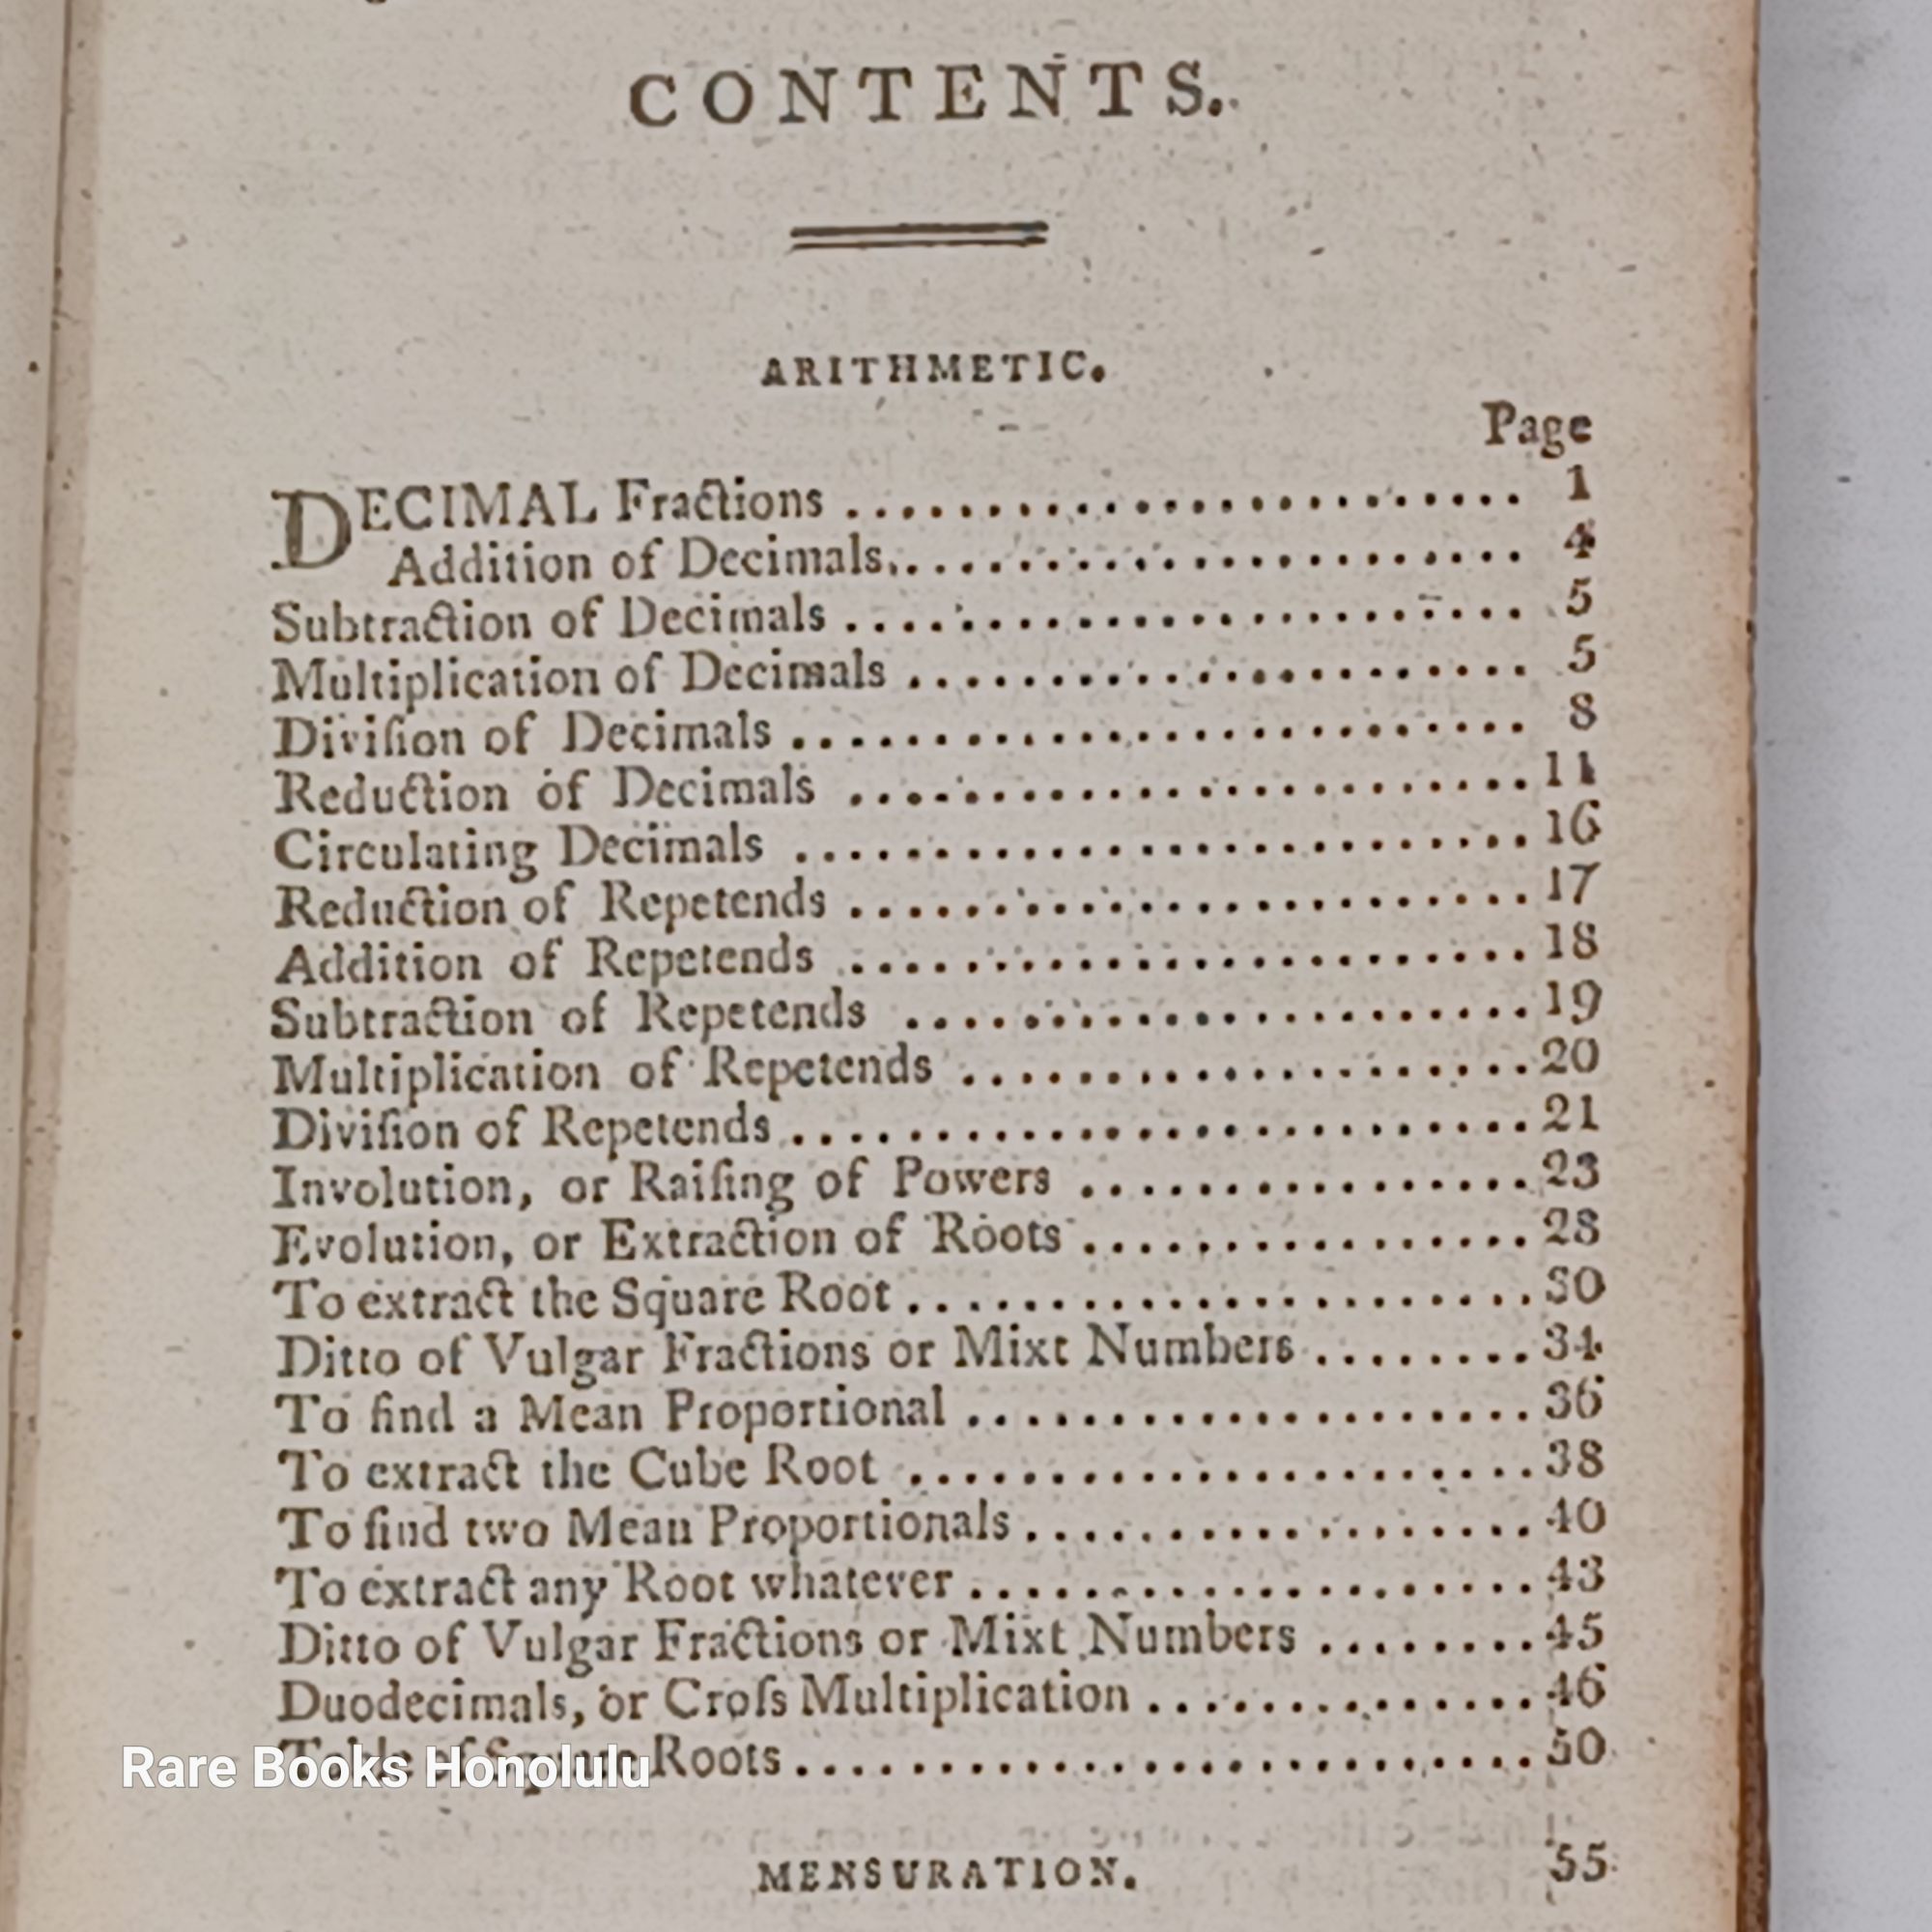 CONTENTS.
ARITHMETIC.
Page
DECIMAL Fractions ........................ 1
Addition of Decimals....................... 4
Subtraction of Decimals ........................ 5
Multiplication of Decimals ...................... 5
Diviſion of Decimals .......................... 8
Reduction of Decimals ........................ 11
Circulating Decimals .......................... 16
Reduction of Repetends ........................ 17
Addition of Repetends ........................ 18
Subtraction of Repetends ...................... 19
Multiplication of Repetends .................... 20
Diviſion of Repetends .......................... 21
Involution, or Raiſing of Powers ................ 23
Evolution, or Extraction of Roots ................ 28
To extract the Square Root ...................... 30
Ditto of Vulgar Fractions or Mixt Numbers ........ 34
To find a Mean Proportional .................... 36
To extract the Cube Root ...................... 38
To find two Mean Proportionals .................. 40
To extract any Root whatever .................... 43
Ditto of Vulgar Fractions or Mixt Numbers ........ 45
Duodecimals, or Croſs Multiplication .............. 46
Roots .......................... 50
Rare Books Honolulu
MENSURATION. 55